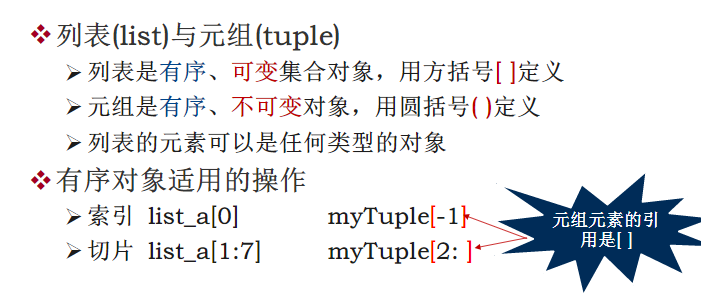 ❖列表(list)与元组(tuple)
➢列表是有序、可变集合对象，用方括号[ ]定义
➢元组是有序、不可变对象，用圆括号( )定义
➢列表的元素可以是任何类型的对象
❖有序对象适用的操作
➢索引 list_a[0] myTuple[-1]
➢切片 list_a[1:7] myTuple[2: ]
元组元素的引
用是[ ]